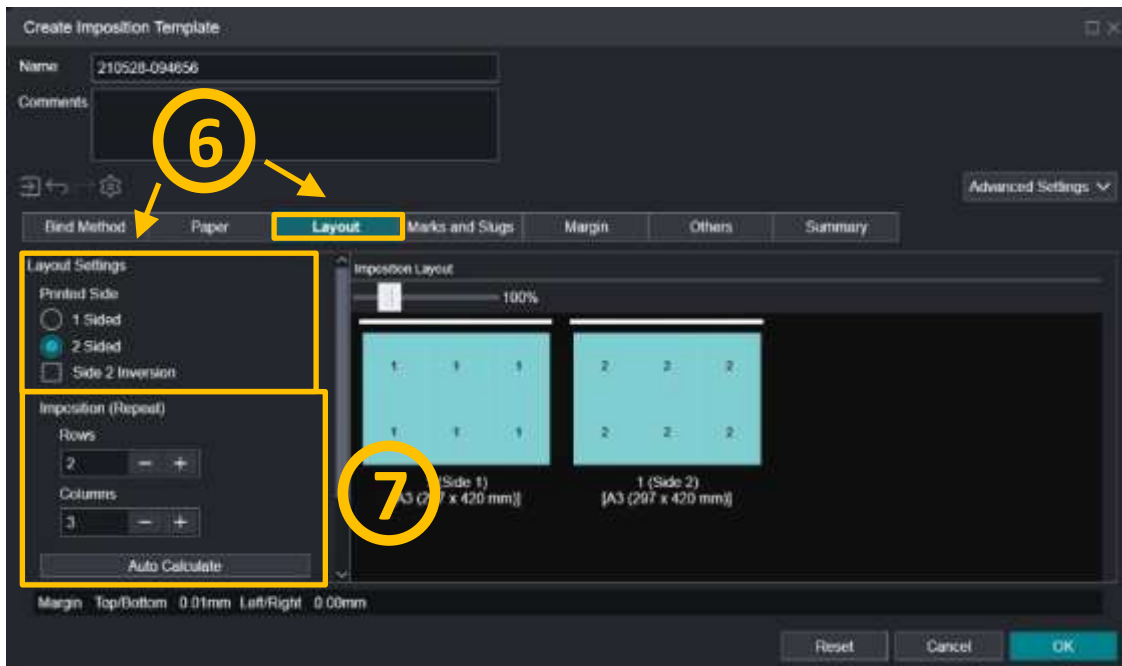 Create Imposition Template
Name 210528-094656
Comments
6
Advanced Settings
Bind Method Paper Layout Marks and Slugs Margin Others Summary
Layout Settings
Printed Side
1 Sided
2 Sided
Side 2 Inversion
Imposition (Repeat)
Rows
2 − +
Columns
3 − +
Auto Calculate
Imposition Layout
100%
1 1 1
1 1 1
(Side 1)
[A3 (297 x 420 mm)]
2 2 2
2 2 2
1 (Side 2)
[A3 (297 x 420 mm)]
7
Margin Top/Bottom 0.01mm Left/Right 0.00mm
Reset Cancel OK